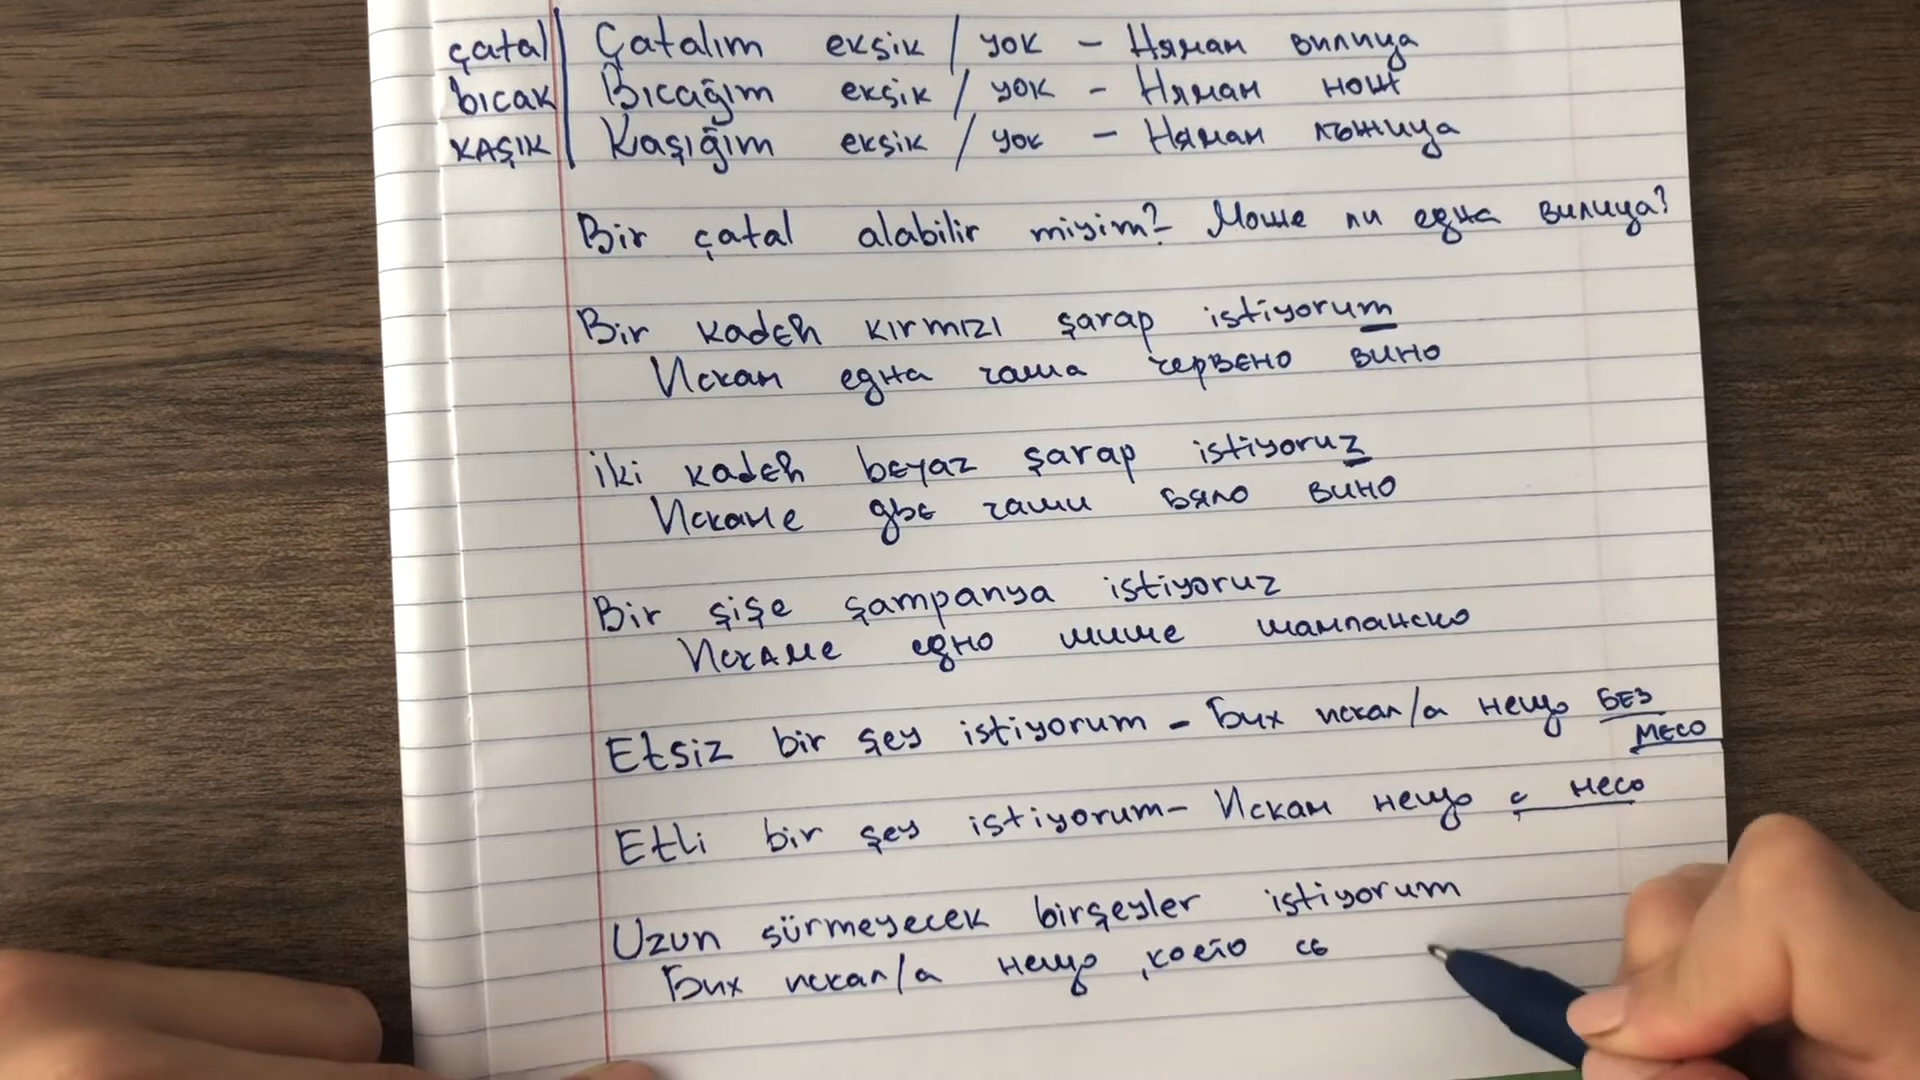 çatal | Çatalım eksik / yok - Нямам вилица
bıcak | Bıcağım eksik / yok - Нямам нож
KAŞIK | Kaşığım eksik / yok - Нямам лъжица
Bir çatal alabilir miyim? Може ли една вилица?
Bir kadeh kırmızı şarap istiyorum
Искам една чаша червено вино
iki kadeh beyaz şarap istiyoruz
Искаме две чаши бяло вино
Bir şişe şampanya istiyoruz
Искаме едно шише шампанско
Etsiz bir şey istiyorum - Бих искал/а нещо БЕЗ
месо
Etli bir şey istiyorum - Искам нещо с месо
Uzun sürmeyecek birşeyler istiyorum
Бих искал/а нещо, което се